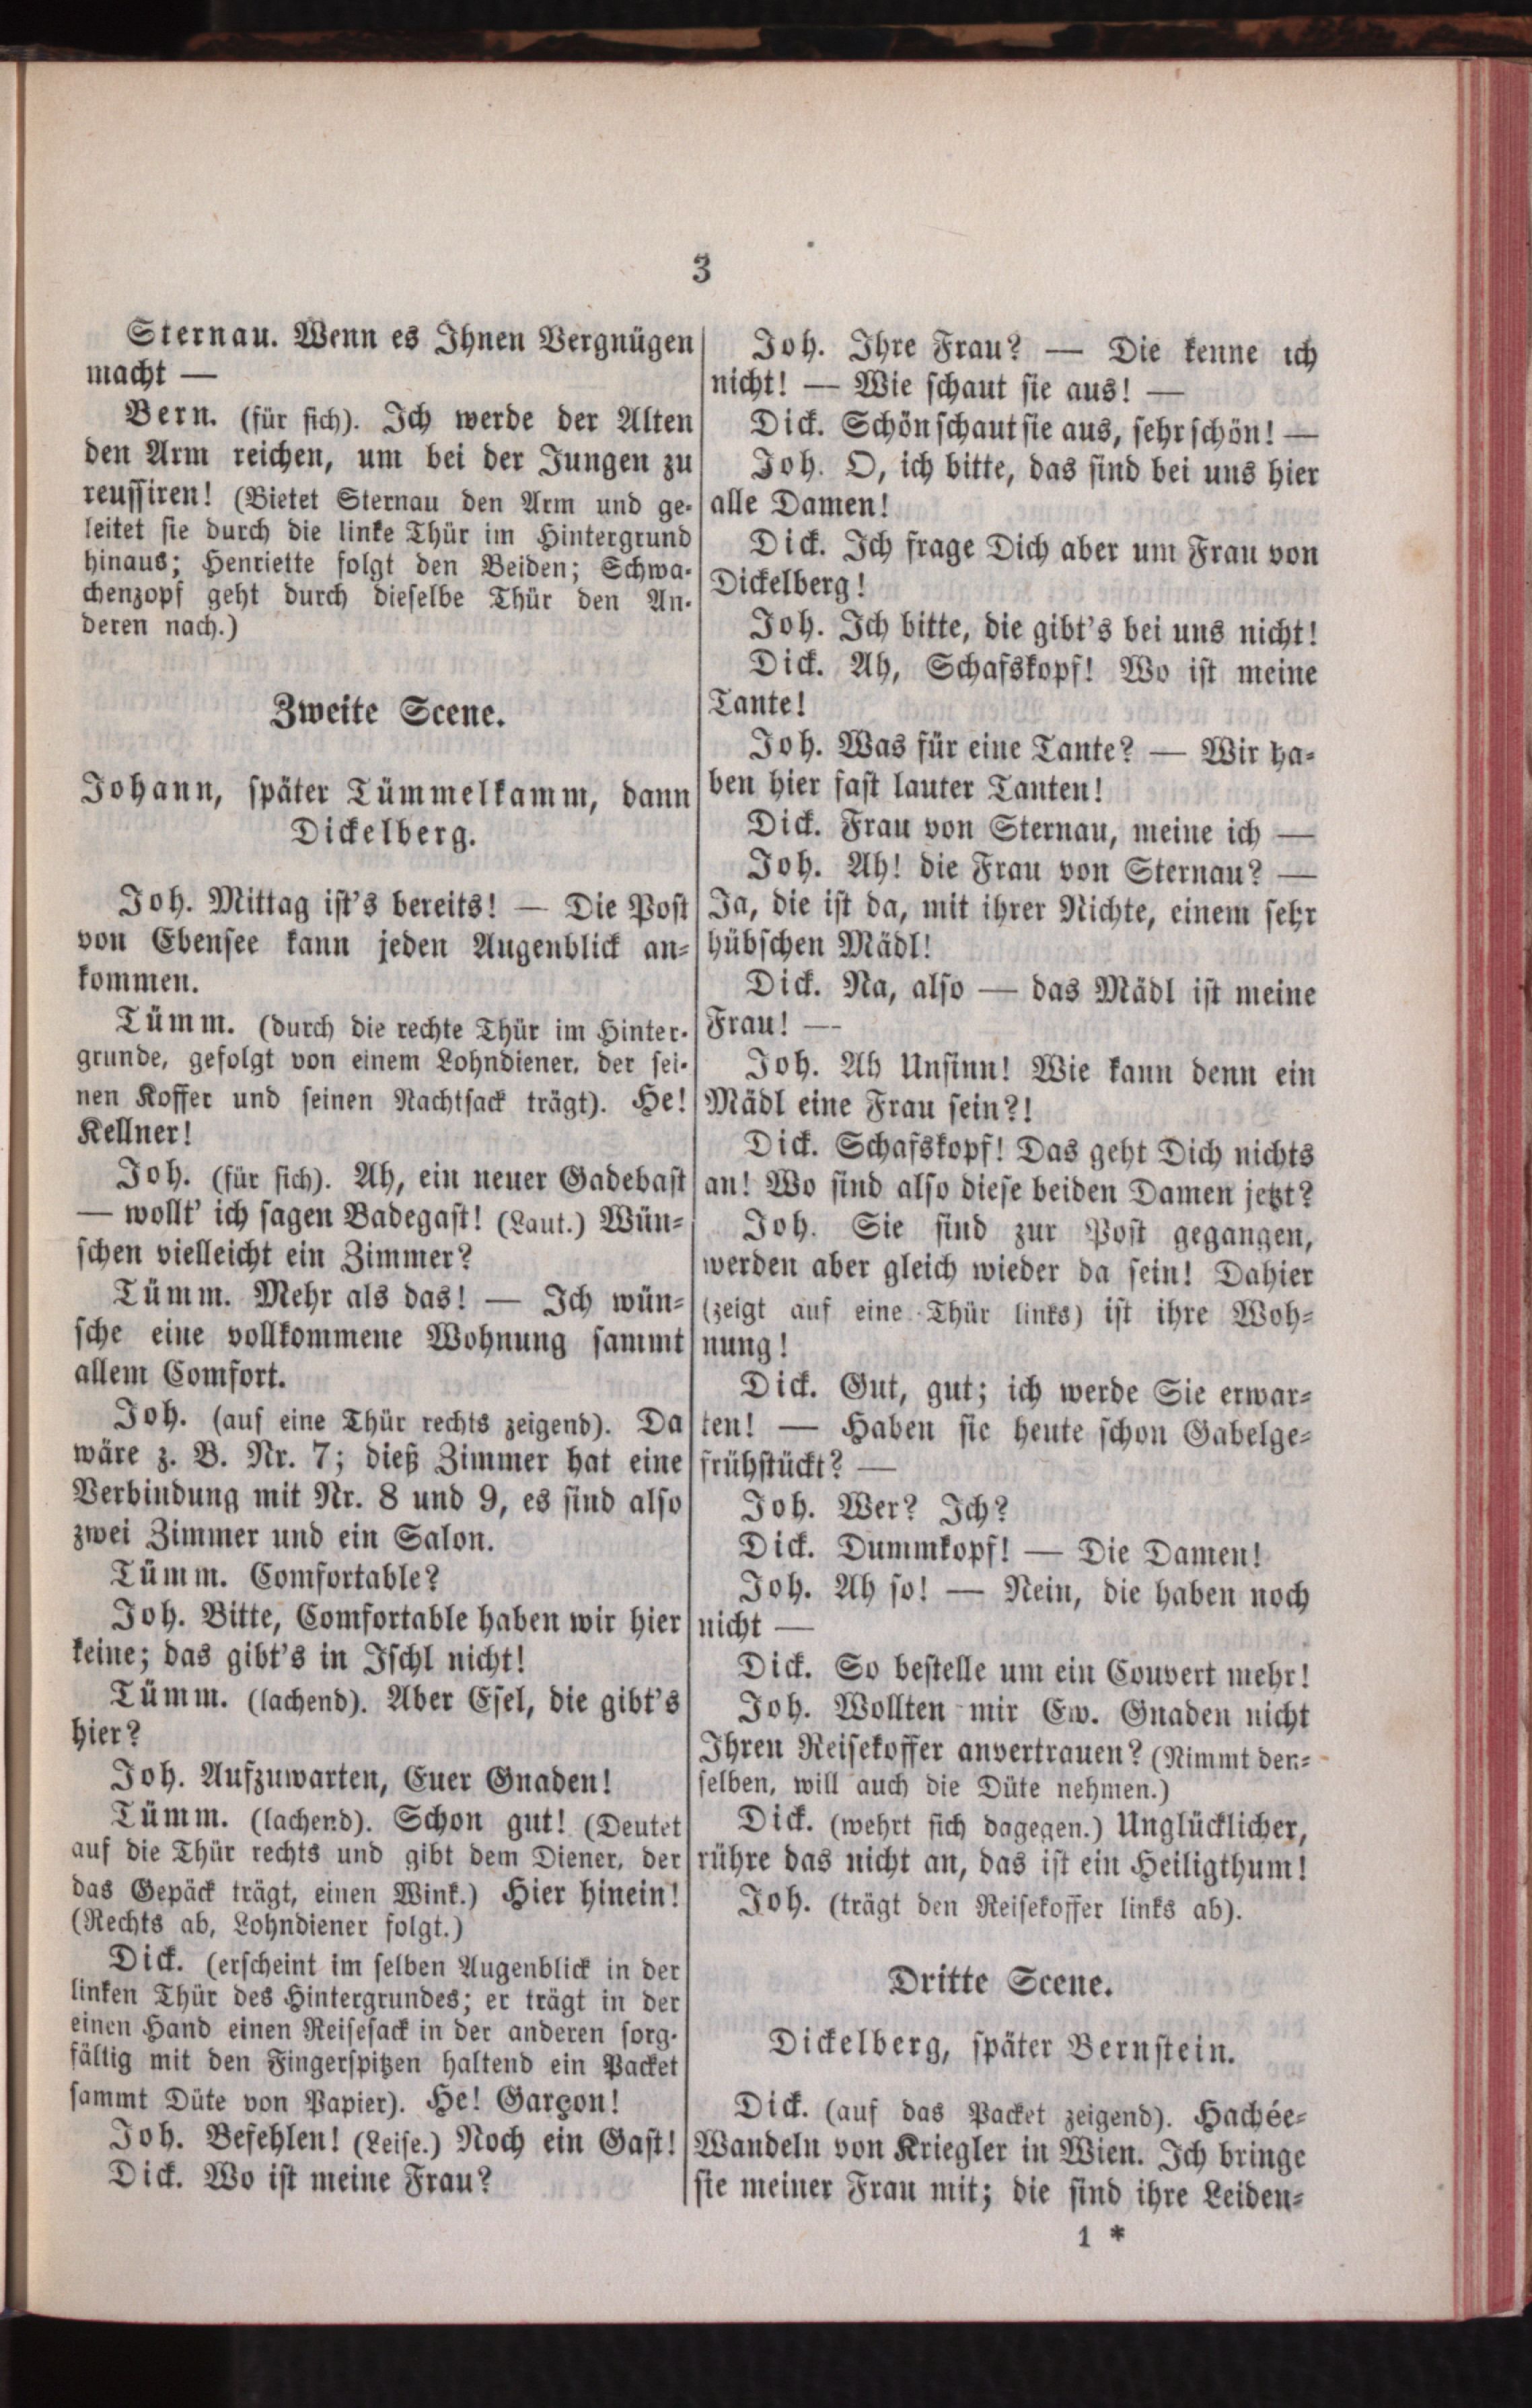 3
Sternau. Wenn es Ihnen Vergnügen
macht —
Bern. (für sich). Ich werde der Alten
den Arm reichen, um bei der Jungen zu
reussiren! (Bietet Sternau den Arm und ge-
leitet sie durch die linke Thür im Hintergrund
hinaus; Henriette folgt den Beiden; Schwa-
chenzopf geht durch dieselbe Thür den An-
deren nach.)
Zweite Scene.
Johann, später Tümmelkamm, dann
Dickelberg.
Joh. Mittag ist's bereits! — Die Post
von Ebensee kann jeden Augenblick an-
kommen.
Tümm. (durch die rechte Thür im Hinter-
grunde, gefolgt von einem Lohndiener, der sei-
nen Koffer und seinen Nachtsack trägt). He!
Kellner!
Joh. (für sich). Ah, ein neuer Gadebast
— wollt' ich sagen Badegast! (Laut.) Wün-
schen vielleicht ein Zimmer?
Tümm. Mehr als das! — Ich wün-
sche eine vollkommene Wohnung sammt
allem Comfort.
Joh. (auf eine Thür rechts zeigend). Da
wäre z. B. Nr. 7; dieß Zimmer hat eine
Verbindung mit Nr. 8 und 9, es sind also
zwei Zimmer und ein Salon.
Tümm. Comfortable?
Joh. Bitte, Comfortable haben wir hier
keine; das gibt's in Ischl nicht!
Tümm. (lachend). Aber Esel, die gibt's
hier?
Joh. Aufzuwarten, Euer Gnaden!
Tümm. (lachend). Schon gut! (Deutet
auf die Thür rechts und gibt dem Diener, der
das Gepäck trägt, einen Wink.) Hier hinein!
(Rechts ab, Lohndiener folgt.)
Dick. (erscheint im selben Augenblick in der
linken Thür des Hintergrundes; er trägt in der
einen Hand einen Reisesack in der anderen sorg-
fältig mit den Fingerspitzen haltend ein Packet
sammt Düte von Papier). He! Garçon!
Joh. Befehlen! (Leise.) Noch ein Gast!
Dick. Wo ist meine Frau?
Joh. Ihre Frau? — Die kenne ich
nicht! — Wie schaut sie aus! —
Dick. Schön schaut sie aus, sehr schön! —
Joh. O, ich bitte, das sind bei uns hier
alle Damen!
Dick. Ich frage Dich aber um Frau von
Dickelberg!
Joh. Ich bitte, die gibt's bei uns nicht!
Dick. Ah, Schafskopf! Wo ist meine
Tante!
Joh. Was für eine Tante? — Wir ha-
ben hier fast lauter Tanten!
Dick. Frau von Sternau, meine ich —
Joh. Ah! die Frau von Sternau? —
Ja, die ist da, mit ihrer Nichte, einem sehr
hübschen Mädl!
Dick. Na, also — das Mädl ist meine
Frau! —
Joh. Ah Unsinn! Wie kann denn ein
Mädl eine Frau sein?!
Dick. Schafskopf! Das geht Dich nichts
an! Wo sind also diese beiden Damen jetzt?
Joh. Sie sind zur Post gegangen,
werden aber gleich wieder da sein! Dahier
(zeigt auf eine Thür links) ist ihre Woh-
nung!
Dick. Gut, gut; ich werde Sie erwar-
ten! — Haben sie heute schon Gabelge-
frühstückt? —
Joh. Wer? Ich?
Dick. Dummkopf! — Die Damen!
Joh. Ah so! — Nein, die haben noch
nicht —
Dick. So bestelle um ein Couvert mehr!
Joh. Wollten mir Ew. Gnaden nicht
Ihren Reisekoffer anvertrauen? (Nimmt den-
selben, will auch die Düte nehmen.)
Dick. (wehrt sich dagegen.) Unglücklicher,
rühre das nicht an, das ist ein Heiligthum!
Joh. (trägt den Reisekoffer links ab).
Dritte Scene.
Dickelberg, später Bernstein.
Dick. (auf das Packet zeigend). Hachée-
Wandeln von Kriegler in Wien. Ich bringe
sie meiner Frau mit; die sind ihre Leiden-
1 *